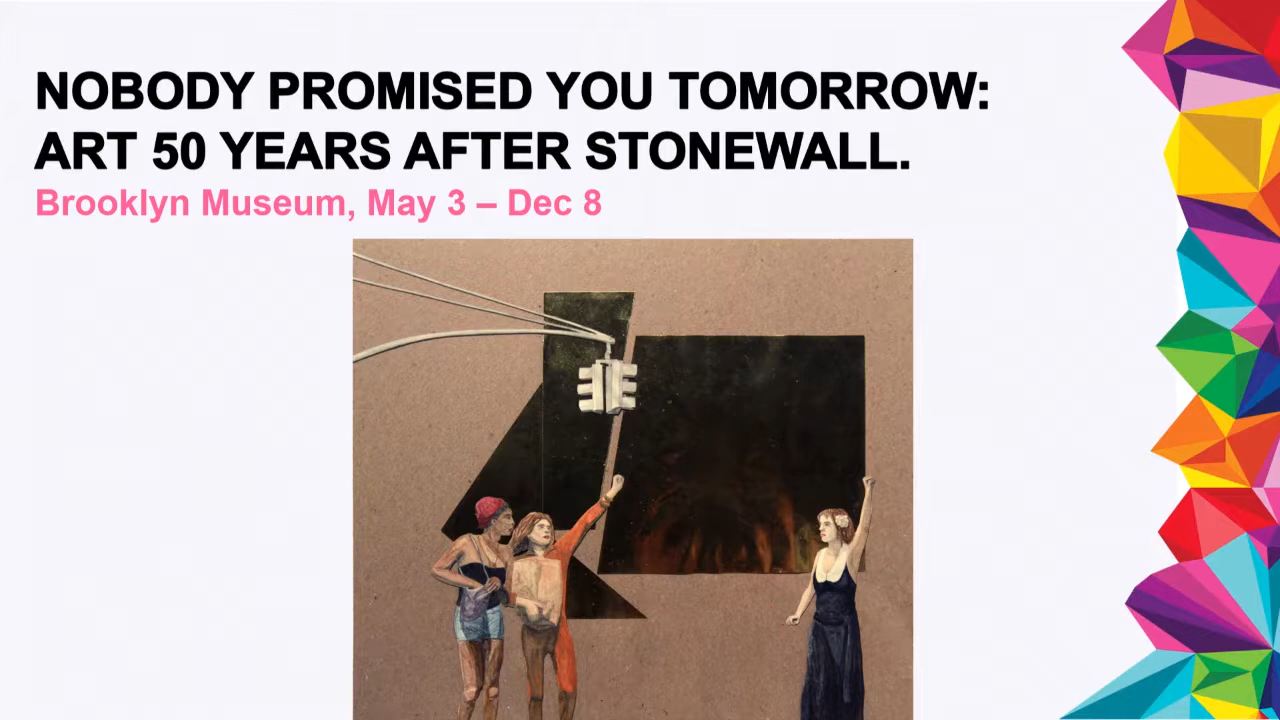 NOBODY PROMISED YOU TOMORROW:
ART 50 YEARS AFTER STONEWALL.
Brooklyn Museum, May 3 – Dec 8